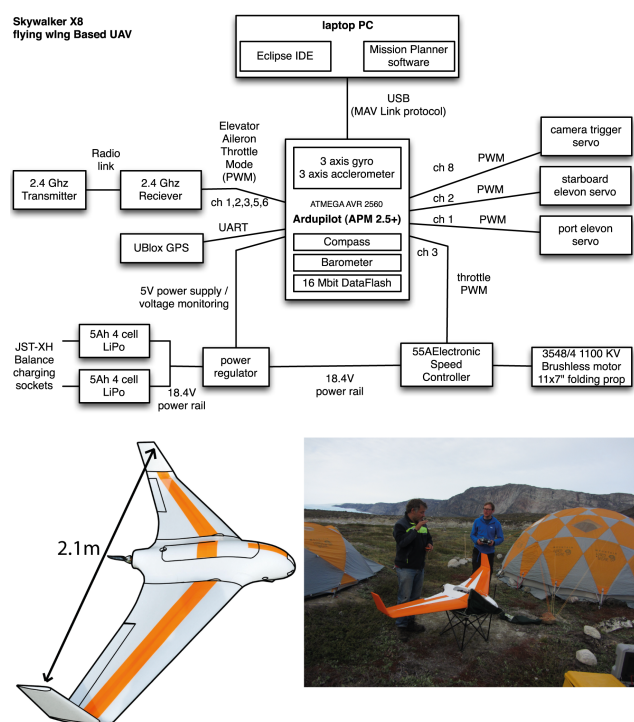 Skywalker X8
flying wing Based UAV
laptop PC
Eclipse IDE
Mission Planner
software
USB
(MAV Link protocol)
Elevator
Aileron
Throttle
Mode
(PWM)
Radio
link
2.4 Ghz
Transmitter
2.4 Ghz
Reciever
ch 1,2,3,5,6
3 axis gyro
3 axis acclerometer
ATMEGA AVR 2560
Ardupilot (APM 2.5+)
Compass
Barometer
16 Mbit DataFlash
ch 8
PWM
camera trigger
servo
ch 2
PWM
starboard
elevon servo
ch 1
PWM
port elevon
servo
ch 3
UART
UBlox GPS
5V power supply /
voltage monitoring
throttle
PWM
JST-XH
Balance
charging
sockets
5Ah 4 cell
LiPo
5Ah 4 cell
LiPo
18.4V
power rail
power
regulator
18.4V
power rail
55AElectronic
Speed
Controller
3548/4 1100 KV
Brushless motor
11x7" folding prop
2.1m